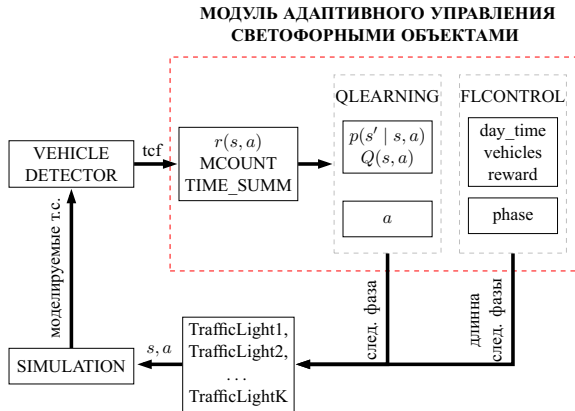 МОДУЛЬ АДАПТИВНОГО УПРАВЛЕНИЯ
СВЕТОФОРНЫМИ ОБЪЕКТАМИ
QLEARNING
FLCONTROL
VEHICLE
DETECTOR
tcf
r(s, a)
MCOUNT
TIME_SUMM
p(s′ | s, a)
Q(s, a)
a
day_time
vehicles
reward
phase
моделируемые т.с.
след. фаза
длинна
след. фазы
SIMULATION
s, a
TrafficLight1,
TrafficLight2,
...
TrafficLightK